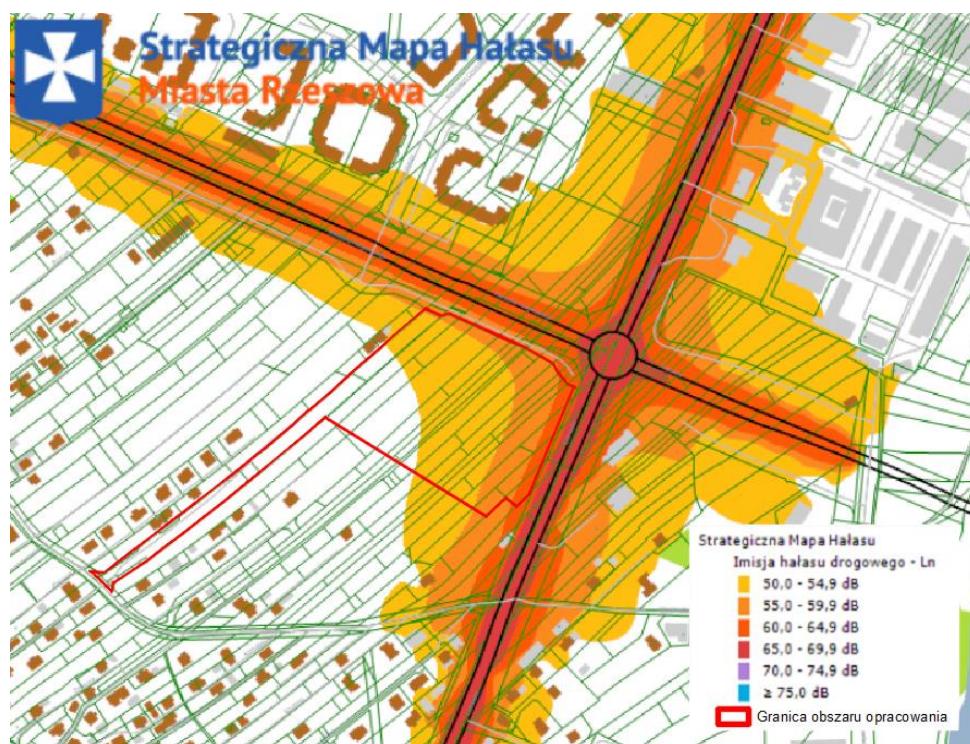 Strategiczna Mapa Hałasu
Miasta Rzeszowa
Strategiczna Mapa Hałasu
Imisja hałasu drogowego - Ln
50,0 - 54,9 dB
55,0 - 59,9 dB
60,0 - 64,9 dB
65,0 - 69,9 dB
70,0 - 74,9 dB
≥ 75,0 dB
Granica obszaru opracowania